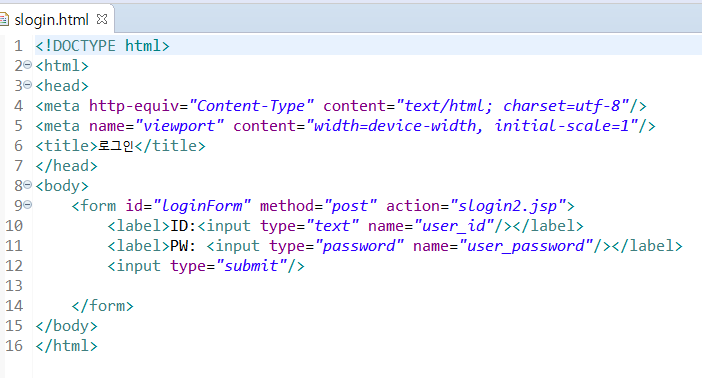 slogin.html
1 <!DOCTYPE html>
2 <html>
3 <head>
4 <meta http-equiv="Content-Type" content="text/html; charset=utf-8"/>
5 <meta name="viewport" content="width=device-width, initial-scale=1"/>
6 <title>로그인</title>
7 </head>
8 <body>
9     <form id="loginForm" method="post" action="slogin2.jsp">
10         <label>ID:<input type="text" name="user_id"/></label>
11         <label>PW: <input type="password" name="user_password"/></label>
12         <input type="submit"/>
13
14     </form>
15 </body>
16 </html>